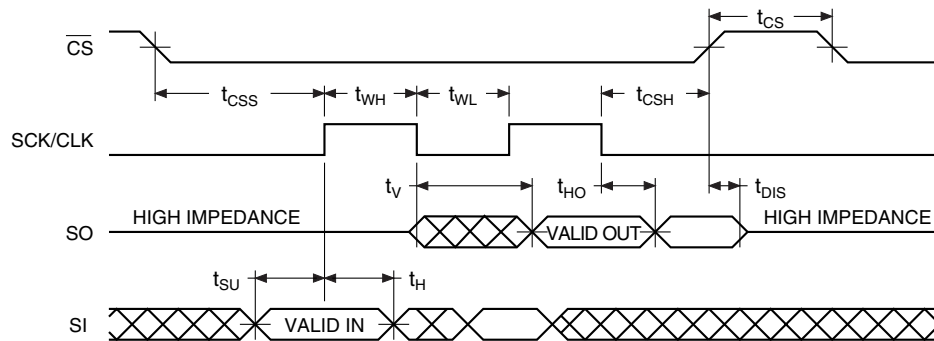 t_CS
C̅S̅
t_CSS t_WH t_WL t_CSH
SCK/CLK
t_V t_HO t_DIS
HIGH IMPEDANCE HIGH IMPEDANCE
SO VALID OUT
t_SU t_H
SI VALID IN